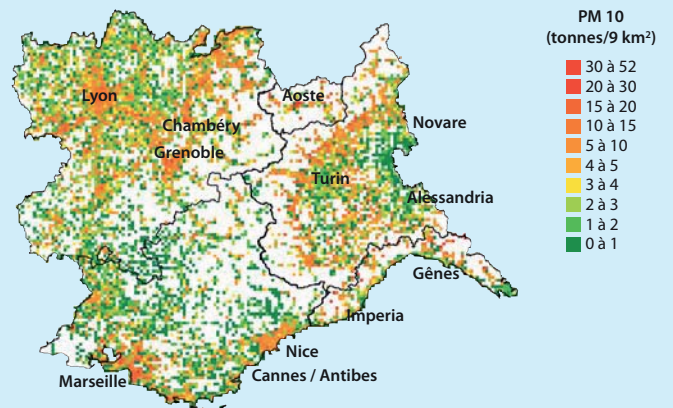 PM 10
(tonnes/9 km²)
30 à 52
20 à 30
15 à 20
10 à 15
5 à 10
4 à 5
3 à 4
2 à 3
1 à 2
0 à 1
Lyon
Aoste
Chambéry
Novare
Grenoble
Turin
Alessandria
Gênes
Imperia
Nice
Marseille
Cannes / Antibes